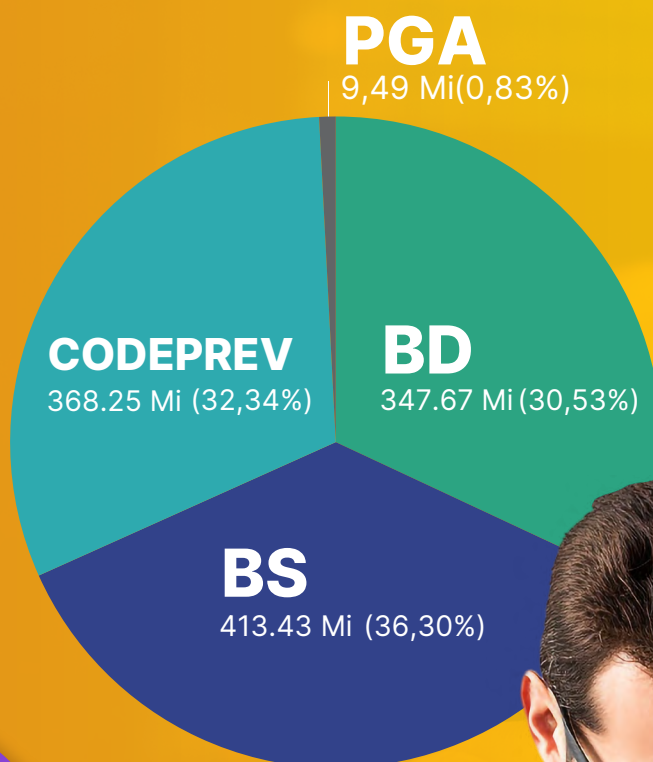 PGA
9,49 Mi(0,83%)
CODEPREV
368.25 Mi (32,34%)
BD
347.67 Mi (30,53%)
BS
413.43 Mi (36,30%)